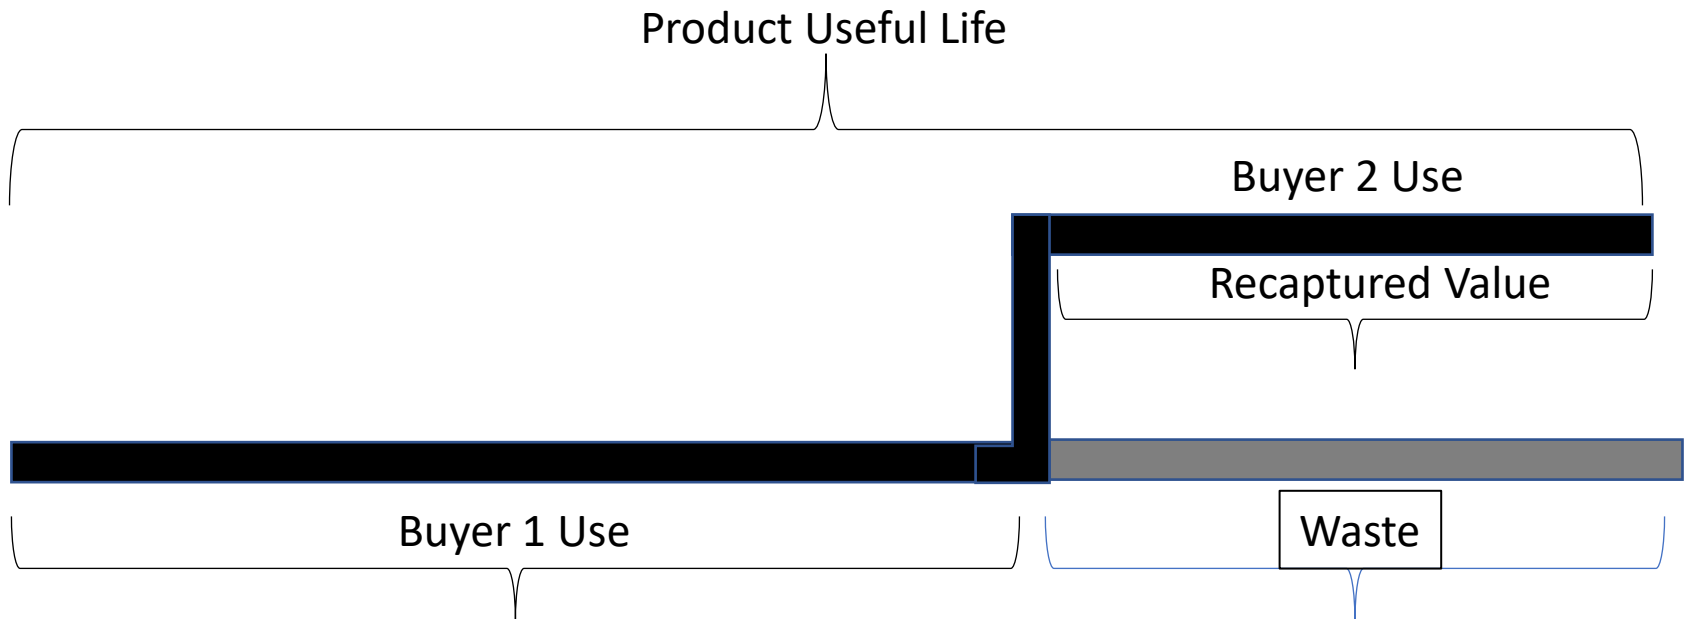 Product Useful Life
Buyer 2 Use
Recaptured Value
Buyer 1 Use
Waste